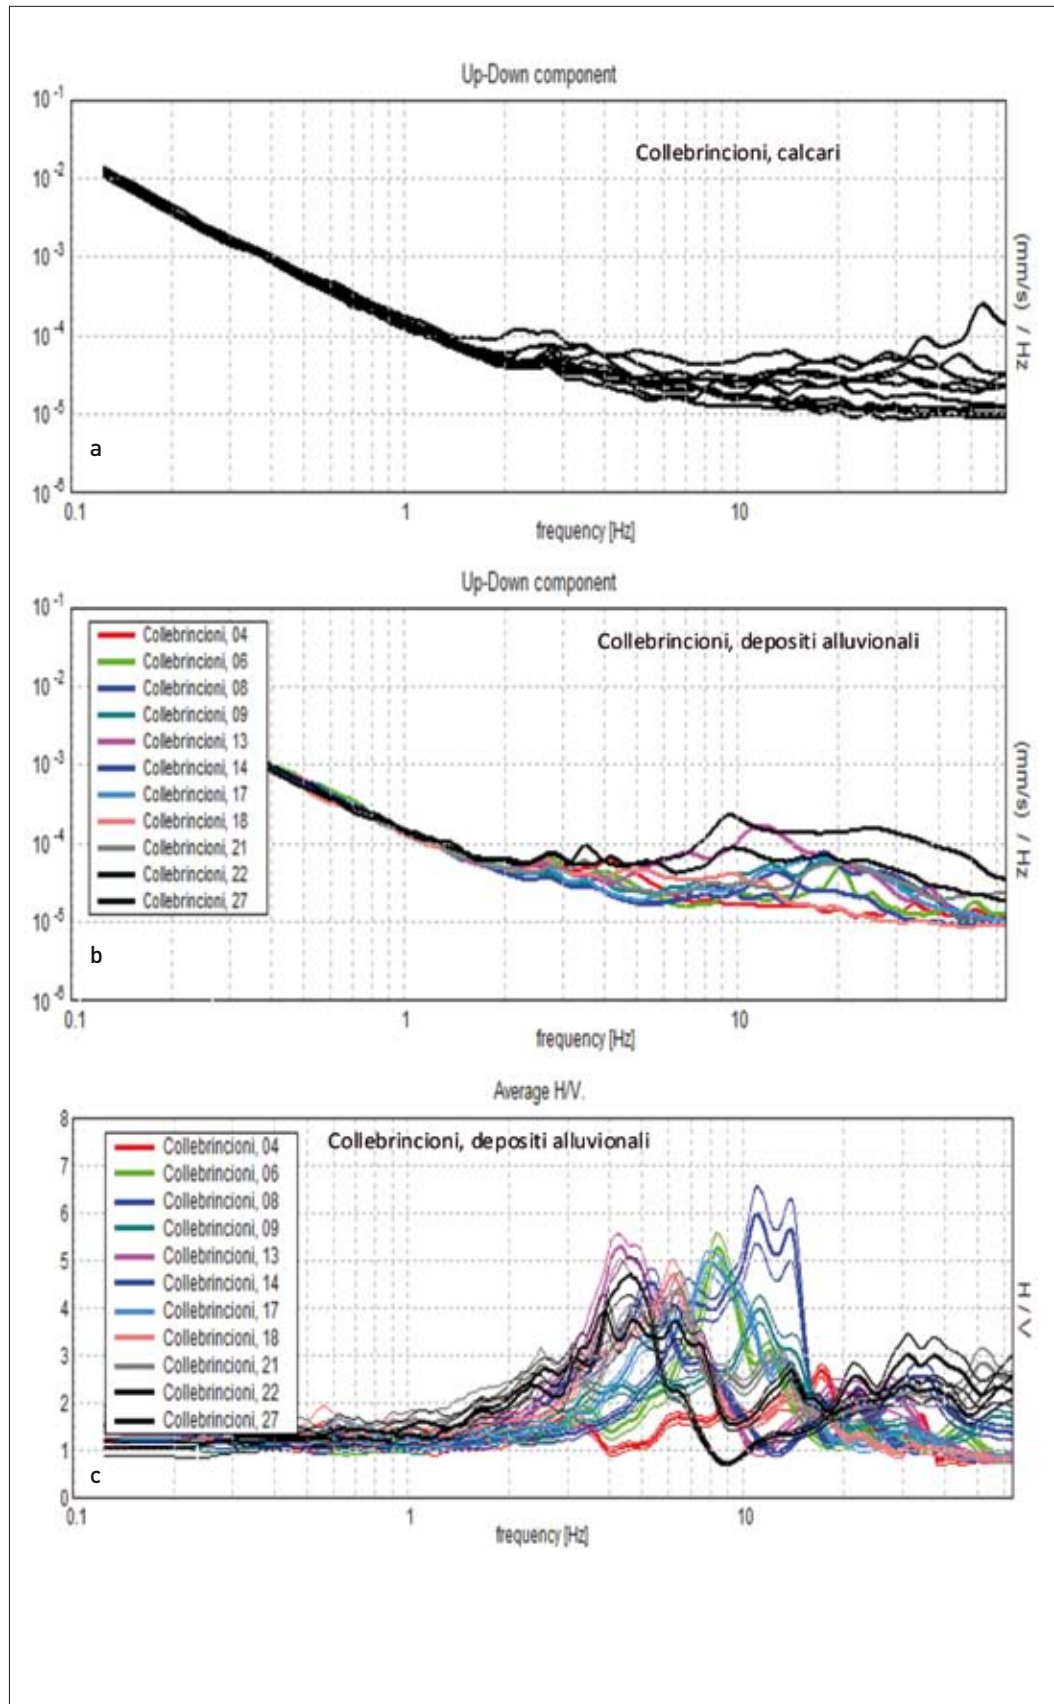 Up-Down component
10-1
Collebrincioni, calcari
10-2
10-3
(mm/s) / Hz
10-4
10-5
a
10-6
0.1 1 10
frequency [Hz]
Up-Down component
10-1
Collebrincioni, 04
Collebrincioni, depositi alluvionali
Collebrincioni, 06
10-2
Collebrincioni, 08
Collebrincioni, 09
Collebrincioni, 13
10-3
Collebrincioni, 14
(mm/s) / Hz
Collebrincioni, 17
Collebrincioni, 18
10-4
Collebrincioni, 21
Collebrincioni, 22
Collebrincioni, 27
10-5
b
10-6
0.1 1 10
frequency [Hz]
Average H/V.
8
Collebrincioni, 04
Collebrincioni, depositi alluvionali
7
Collebrincioni, 06
6
Collebrincioni, 08
Collebrincioni, 09
5
Collebrincioni, 13
Collebrincioni, 14
4
Collebrincioni, 17
H / V
Collebrincioni, 18
3
Collebrincioni, 21
2
Collebrincioni, 22
Collebrincioni, 27
1
c
0
0.1 1 10
frequency [Hz]